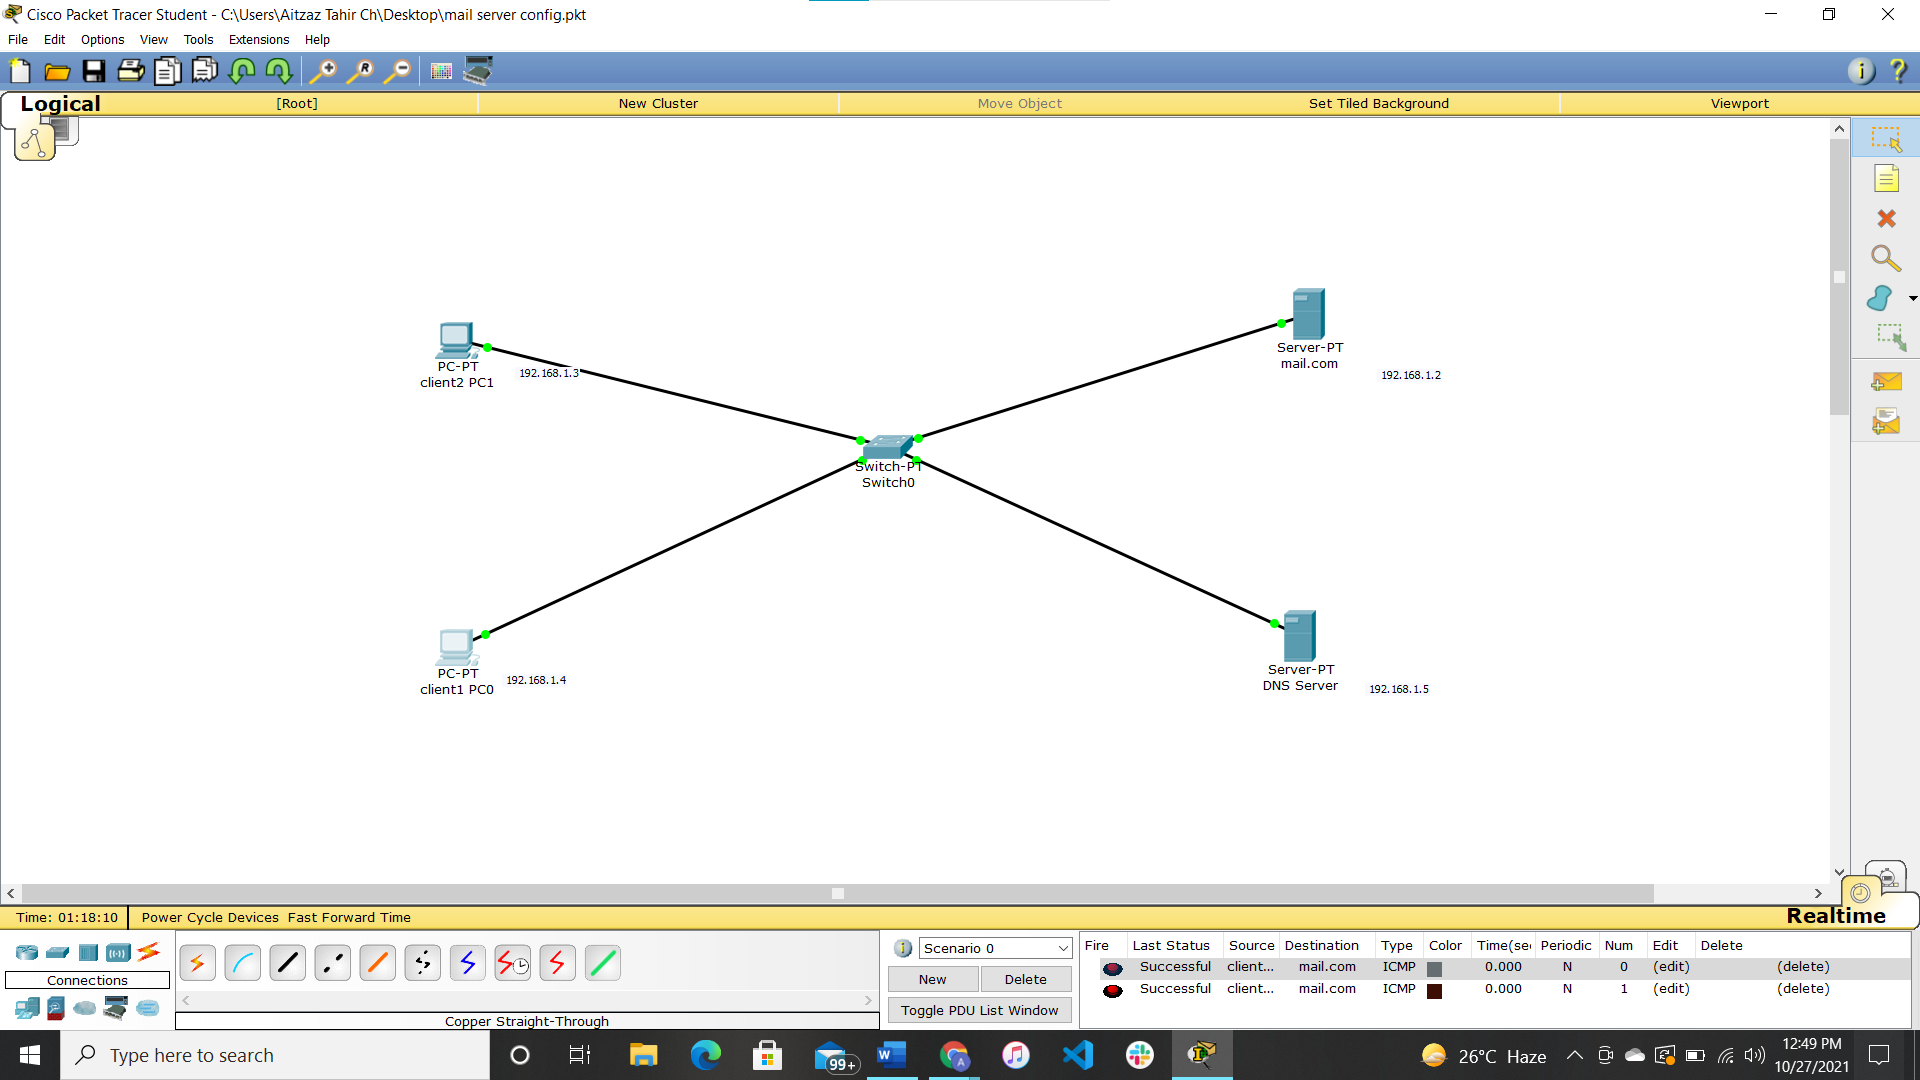 Cisco Packet Tracer Student - C:\Users\Aitzaz Tahir Ch\Desktop\mail server config.pkt
File Edit Options View Tools Extensions Help
Logical [Root] New Cluster Move Object Set Tiled Background Viewport
PC-PT
client2 PC1
192.168.1.3
Server-PT
mail.com
192.168.1.2
Switch-PT
Switch0
PC-PT
client1 PC0
192.168.1.4
Server-PT
DNS Server
192.168.1.5
Time: 01:18:10 Power Cycle Devices Fast Forward Time
Realtime
Connections
Copper Straight-Through
Scenario 0
New Delete
Toggle PDU List Window
Fire Last Status Source Destination Type Color Time(sec Periodic Num Edit Delete
Successful client... mail.com ICMP 0.000 N 0 (edit) (delete)
Successful client... mail.com ICMP 0.000 N 1 (edit) (delete)
Type here to search
99+
26°C Haze
12:49 PM
10/27/2021